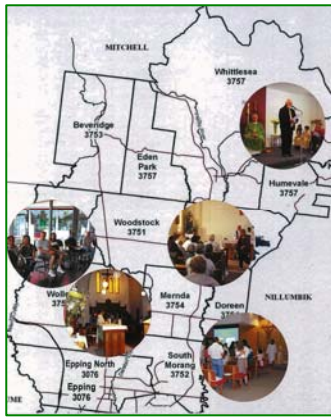 MITCHELL
Whittlesea
3757
Beveridge
3753
Eden
Park
3757
Humevale
3757
Woodstock
3751
Mernda
3754
Doreen
NILLUMBIK
Epping North
3076
South
Morang
3752
Epping
3076